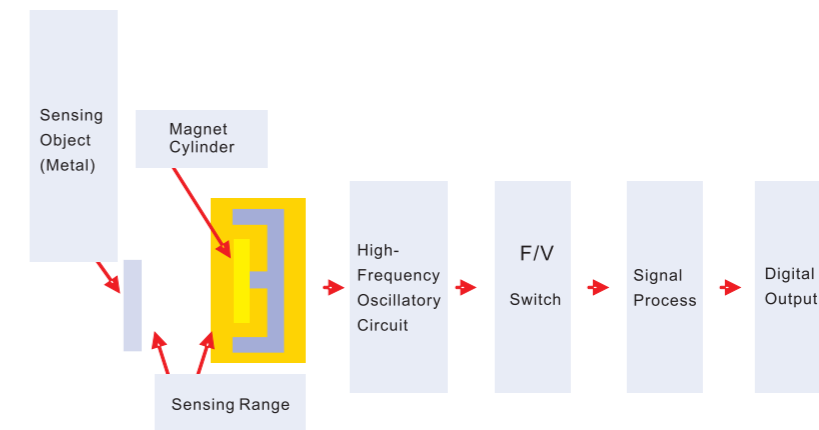 Sensing
Object
(Metal)
Magnet
Cylinder
High-
Frequency
Oscillatory
Circuit
F/V
Switch
Signal
Process
Digital
Output
Sensing Range